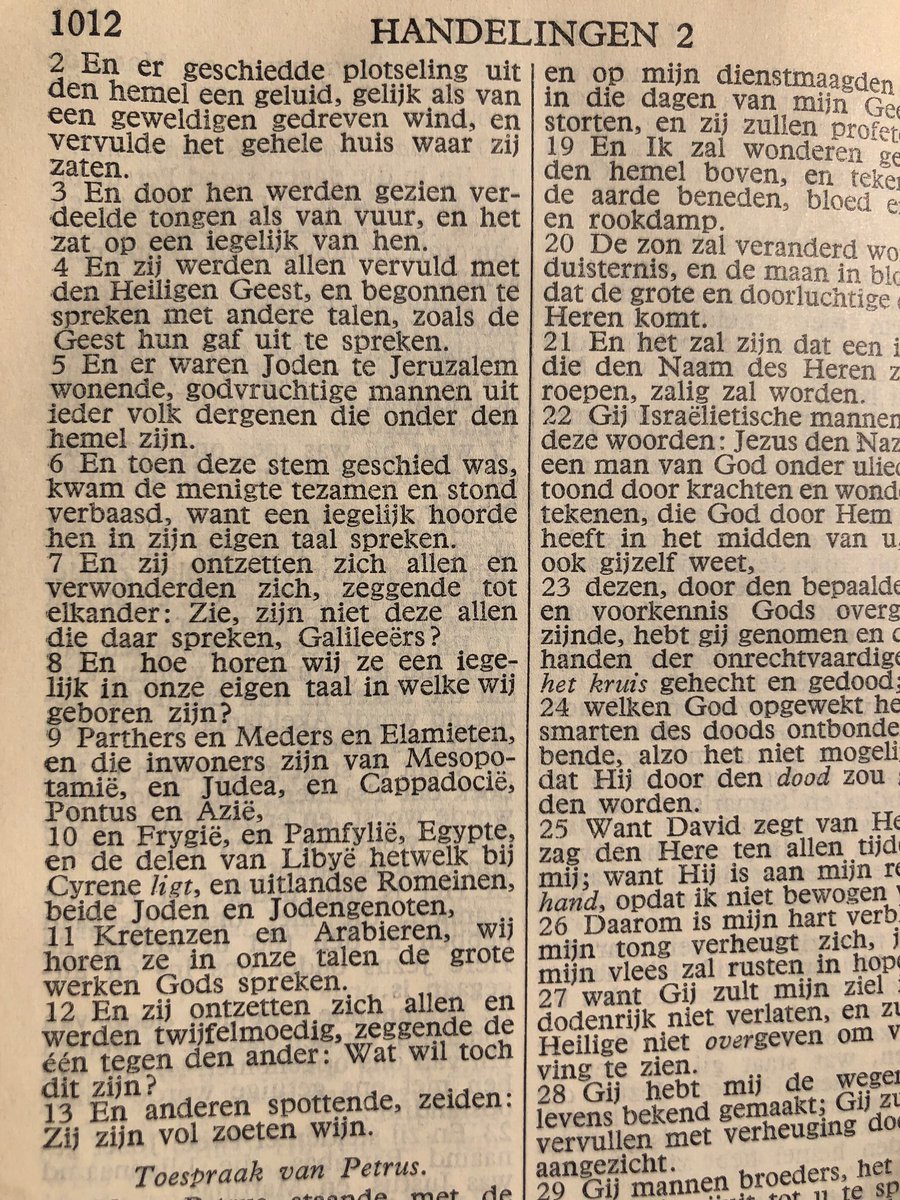 1012
HANDELINGEN 2
2 En er geschiedde plotseling uit
den hemel een geluid, gelijk als van
een geweldigen gedreven wind, en
vervulde het gehele huis waar zij
zaten.
3 En door hen werden gezien ver-
deelde tongen als van vuur, en het
zat op een iegelijk van hen.
4 En zij werden allen vervuld met
den Heiligen Geest, en begonnen te
spreken met andere talen, zoals de
Geest hun gaf uit te spreken.
5 En er waren Joden te Jeruzalem
wonende, godvruchtige mannen uit
ieder volk dergenen die onder den
hemel zijn.
6 En toen deze stem geschied was,
kwam de menigte tezamen en stond
verbaasd, want een iegelijk hoorde
hen in zijn eigen taal spreken.
7 En zij ontzetten zich allen en
verwonderden zich, zeggende tot
elkander: Zie, zijn niet deze allen
die daar spreken, Galileeërs?
8 En hoe horen wij ze een iege-
lijk in onze eigen taal in welke wij
geboren zijn?
9 Parthers en Meders en Elamieten,
en die inwoners zijn van Mesopo-
tamië, en Judea, en Cappadocië,
Pontus en Azië,
10 en Frygië, en Pamfylië, Egypte,
en de delen van Libyë hetwelk bij
Cyrene ligt, en uitlandse Romeinen,
beide Joden en Jodengenoten,
11 Kretenzen en Arabieren, wij
horen ze in onze talen de grote
werken Gods spreken.
12 En zij ontzetten zich allen en
werden twijfelmoedig, zeggende de
één tegen den ander: Wat wil toch
dit zijn?
13 En anderen spottende, zeiden:
Zij zijn vol zoeten wijn.
Toespraak van Petrus.
Petrus staande met de
en op mijn dienstmaagden
in die dagen van mijn
storten, en zij zullen
19 En Ik zal wonderen
den hemel boven, en
de aarde beneden, bloed
en rookdamp.
20 De zon zal veranderd
duisternis, en de maan in
dat de grote en doorluchtige
Heren komt.
21 En het zal zijn dat een
die den Naam des Heren
roepen, zalig zal worden.
22 Gij Israëlietische mannen
deze woorden: Jezus den
een man van God onder
toond door krachten en
tekenen, die God door Hem
heeft in het midden van u,
ook gijzelf weet,
23 dezen, door den bepaalde
en voorkennis Gods
zijnde, hebt gij genomen en
handen der
het kruis gehecht en gedood;
24 welken God opgewekt
smarten des doods
bende, alzo het niet
dat Hij door den dood zou
den worden.
25 Want David zegt van
zag den Here ten allen
mij; want Hij is aan mijn
hand, opdat ik niet bewogen
26 Daarom is mijn hart
mijn tong verheugt zich,
mijn vlees zal rusten in
27 want Gij zult mijn ziel
dodenrijk niet verlaten, en
Heilige niet overgeven om
ving te zien.
28 Gij hebt mij de wegen
levens bekend gemaakt; Gij
vervullen met verheuging
aangezicht.
29 Gij mannen broeders, het
tot u te